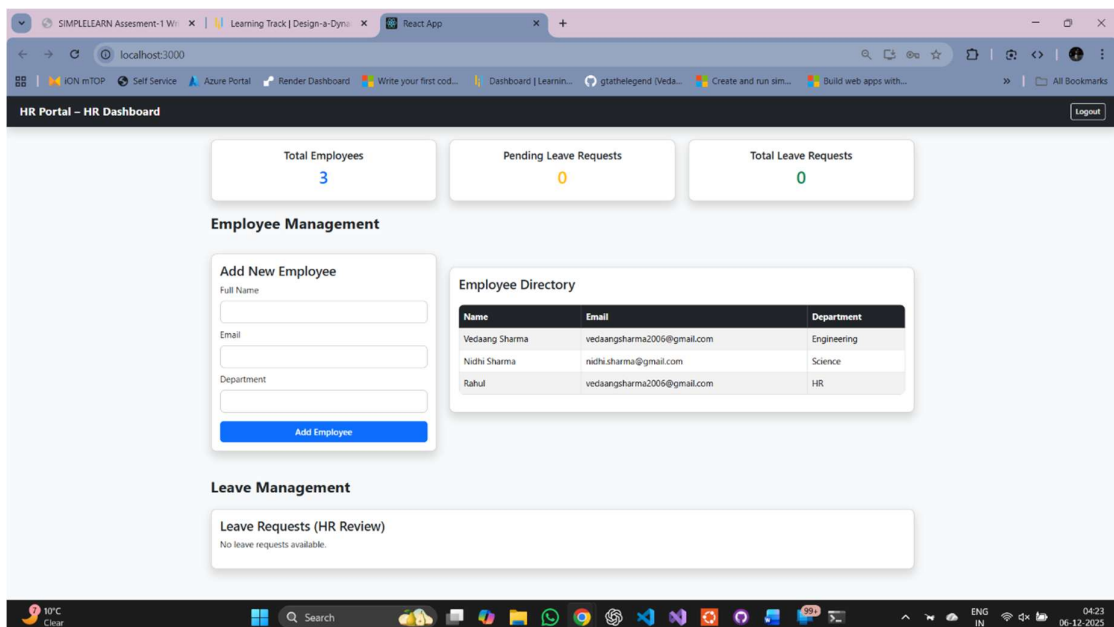 SIMPLELEARN Assesment-1 Wi
Learning Track | Design-a-Dyna
React App
localhost:3000
iON mTOP
Self Service
Azure Portal
Render Dashboard
Write your first cod...
Dashboard | Learnin...
gtathelegend (Veda...
Create and run sim...
Build web apps with...
All Bookmarks
HR Portal – HR Dashboard
Logout
Total Employees
3
Pending Leave Requests
0
Total Leave Requests
0
Employee Management
Add New Employee
Full Name
Email
Department
Add Employee
Employee Directory
Name Email Department
Vedaang Sharma vedaangsharma2006@gmail.com Engineering
Nidhi Sharma nidhi.sharma@gmail.com Science
Rahul vedaangsharma2006@gmail.com HR
Leave Management
Leave Requests (HR Review)
No leave requests available.
7
10°C
Clear
Search
99+
ENG
IN
04:23
06-12-2025